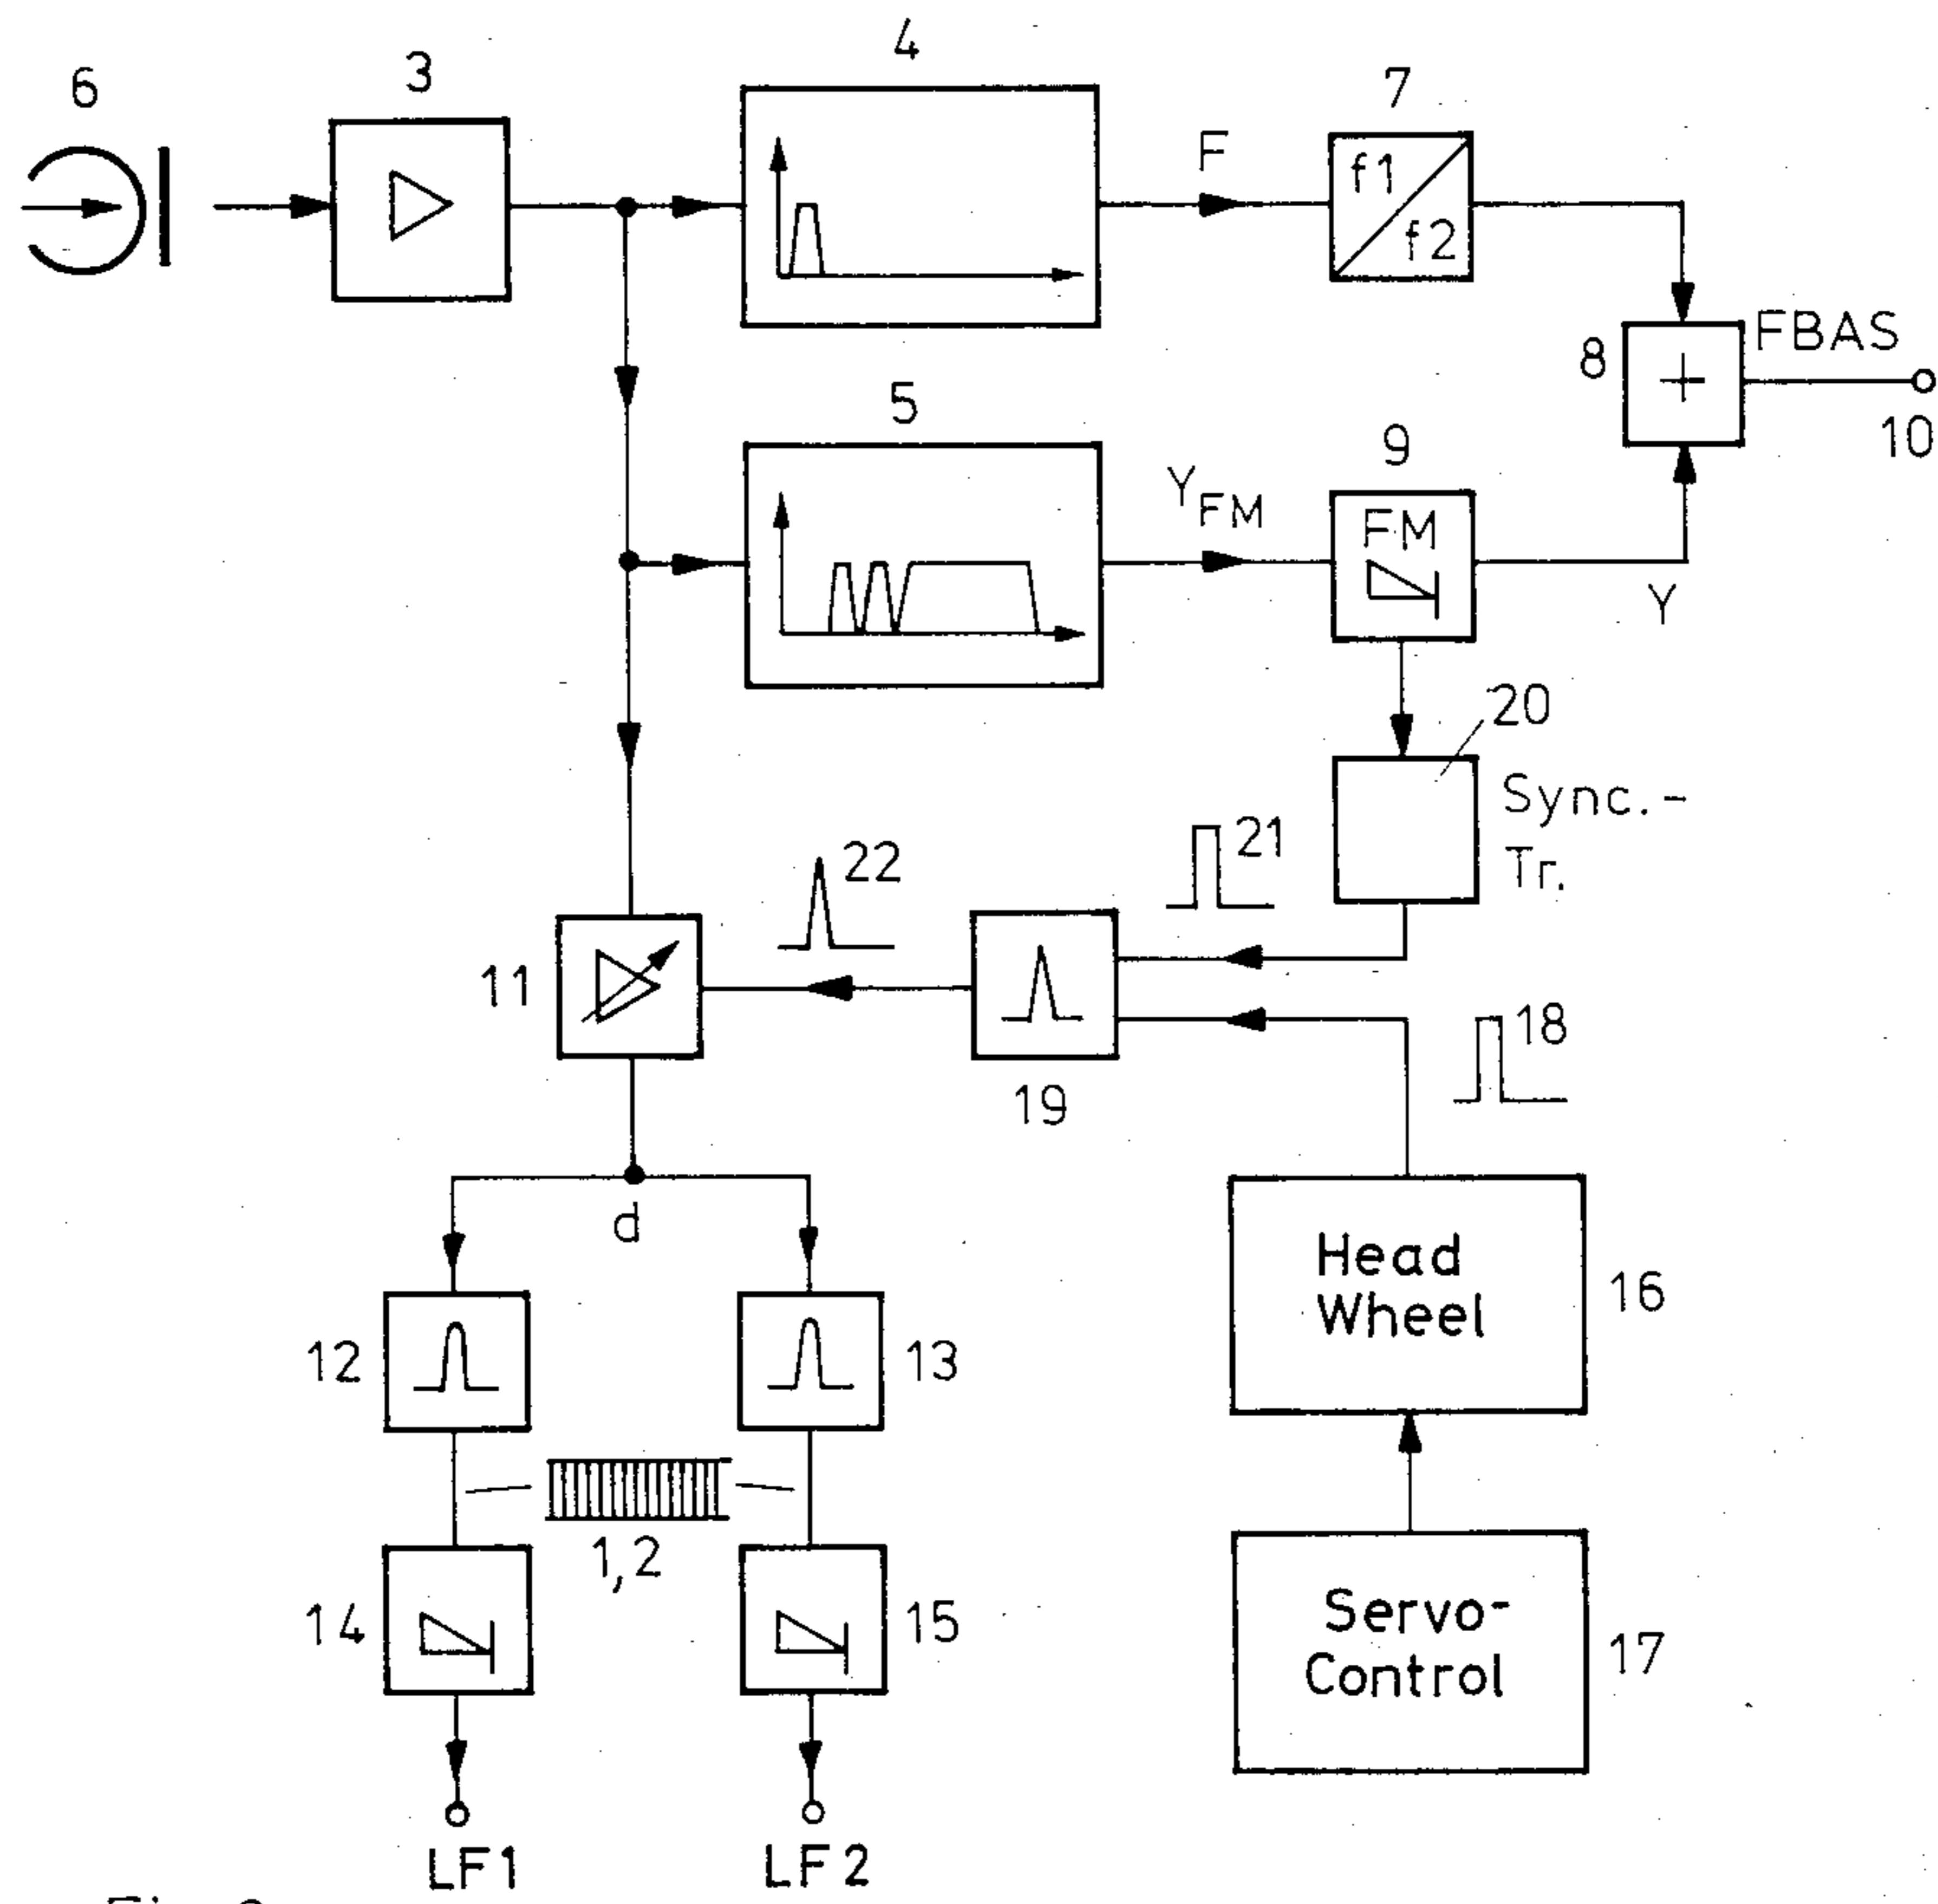 6
3
4
7
F
f1
f2
8
FBAS
10
5
Y FM
9
FM
Y
20
Sync.-
Tr.
21
22
11
19
18
d
Head
Wheel
16
12
13
1,2
14
15
Servo-
Control
17
LF1
LF2